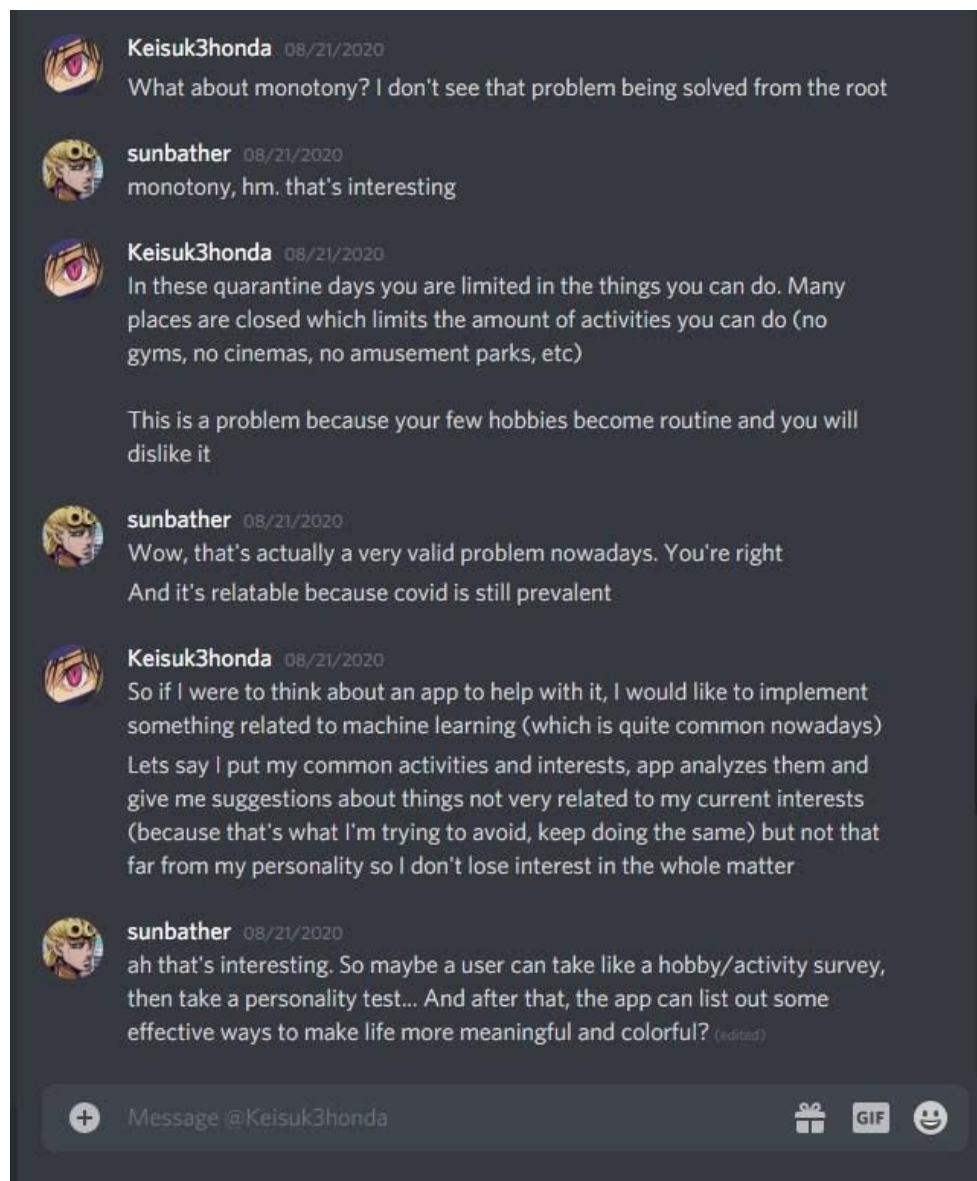 Keisuk3honda 08/21/2020
What about monotony? I don't see that problem being solved from the root
sunbather 08/21/2020
monotony, hm. that's interesting
Keisuk3honda 08/21/2020
In these quarantine days you are limited in the things you can do. Many
places are closed which limits the amount of activities you can do (no
gyms, no cinemas, no amusement parks, etc)
This is a problem because your few hobbies become routine and you will
dislike it
sunbather 08/21/2020
Wow, that's actually a very valid problem nowadays. You're right
And it's relatable because covid is still prevalent
Keisuk3honda 08/21/2020
So if I were to think about an app to help with it, I would like to implement
something related to machine learning (which is quite common nowadays)
Lets say I put my common activities and interests, app analyzes them and
give me suggestions about things not very related to my current interests
(because that's what I'm trying to avoid, keep doing the same) but not that
far from my personality so I don't lose interest in the whole matter
sunbather 08/21/2020
ah that's interesting. So maybe a user can take like a hobby/activity survey,
then take a personality test... And after that, the app can list out some
effective ways to make life more meaningful and colorful? (edited)
Message @Keisuk3honda
GIF